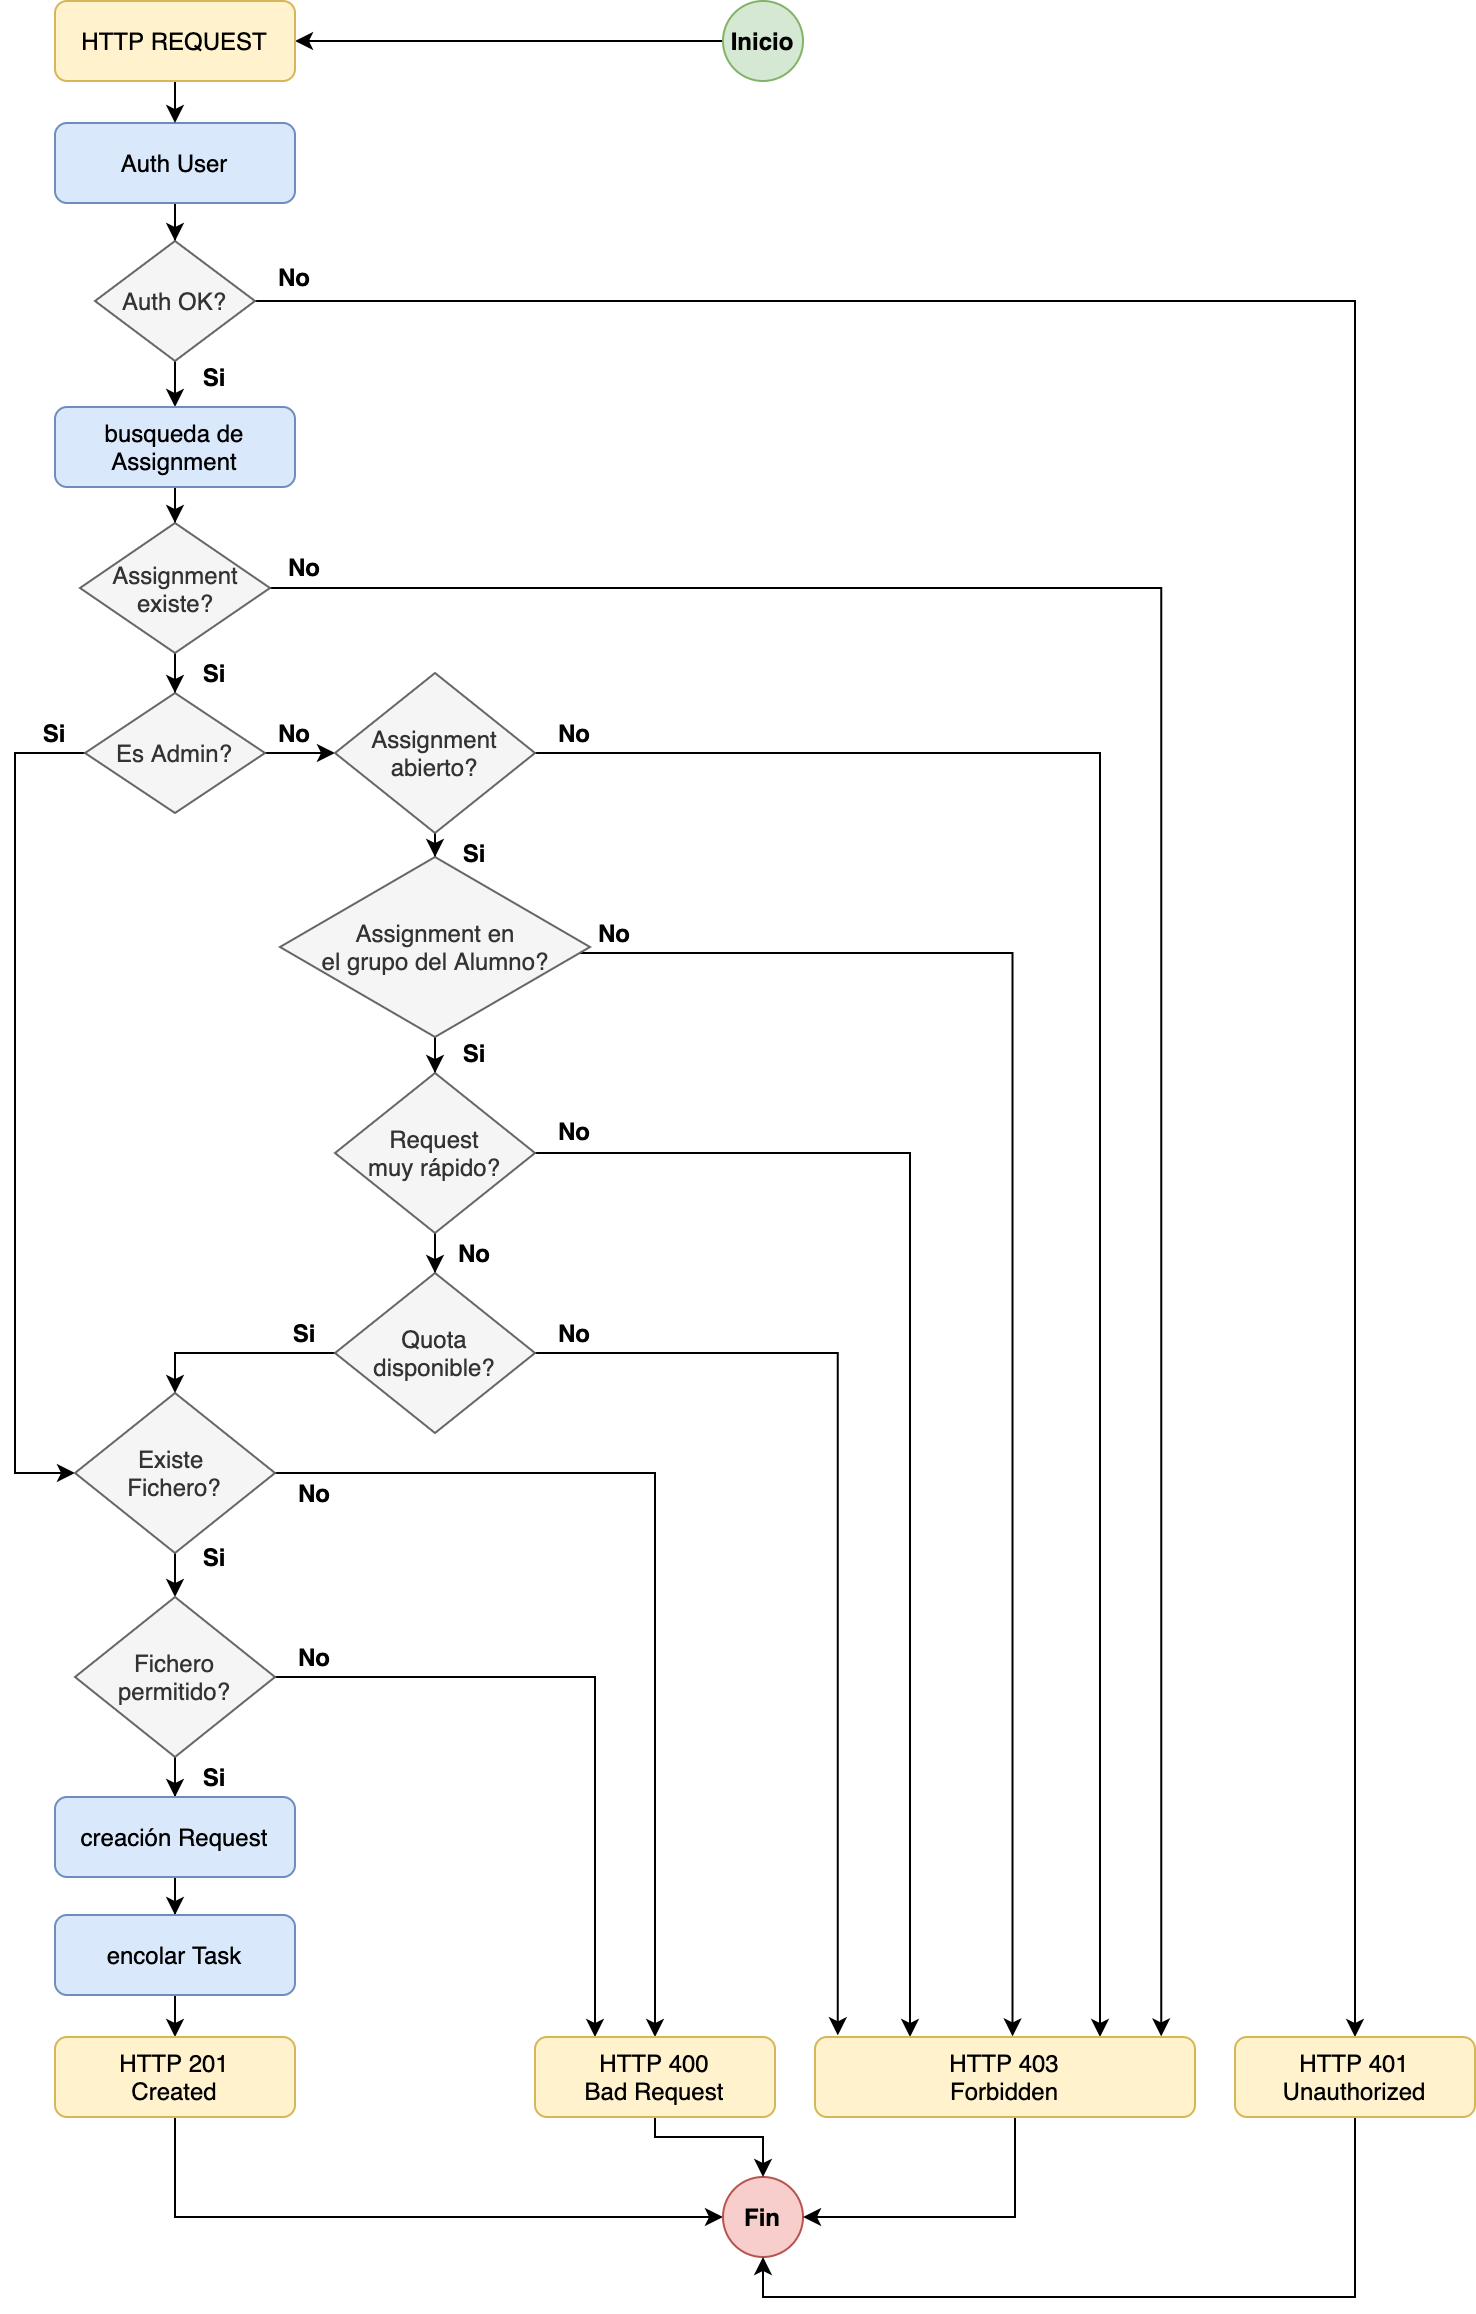 HTTP REQUEST
Inicio
Auth User
Auth OK?
No
Si
busqueda de
Assignment
Assignment
existe?
No
Si
Si
Es Admin?
No
Assignment
abierto?
No
Si
Assignment en
el grupo del Alumno?
No
Si
Request
muy rápido?
No
No
Si
Quota
disponible?
No
Existe
Fichero?
No
Si
Fichero
permitido?
No
Si
creación Request
encolar Task
HTTP 201
Created
HTTP 400
Bad Request
HTTP 403
Forbidden
HTTP 401
Unauthorized
Fin